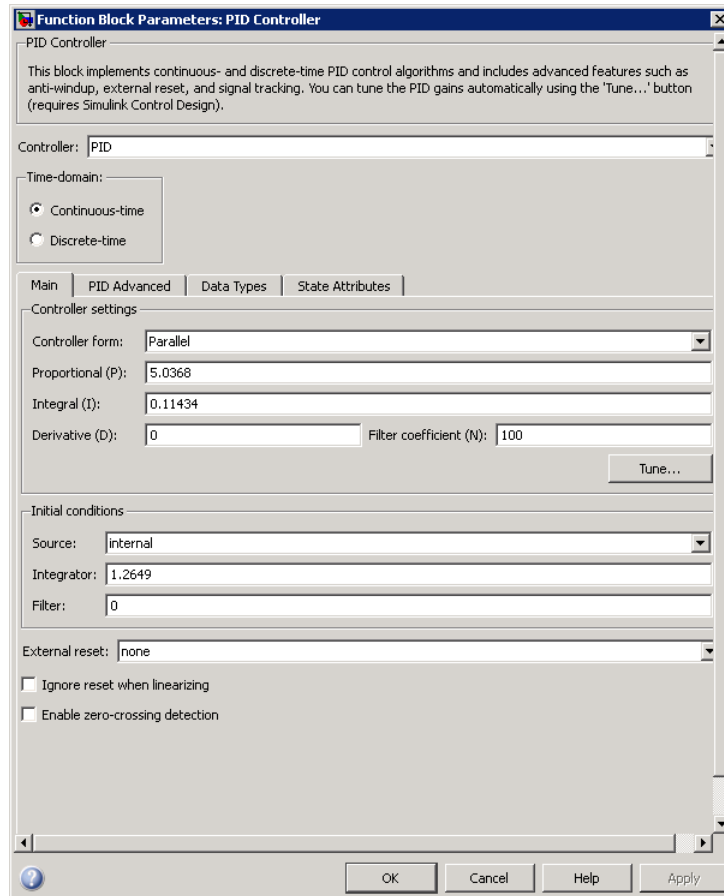 Function Block Parameters: PID Controller
PID Controller
This block implements continuous- and discrete-time PID control algorithms and includes advanced features such as
anti-windup, external reset, and signal tracking. You can tune the PID gains automatically using the 'Tune...' button
(requires Simulink Control Design).
Controller: PID
Time-domain:
Continuous-time
Discrete-time
Main PID Advanced Data Types State Attributes
Controller settings
Controller form: Parallel
Proportional (P): 5.0368
Integral (I): 0.11434
Derivative (D): 0 Filter coefficient (N): 100
Tune...
Initial conditions
Source: internal
Integrator: 1.2649
Filter: 0
External reset: none
Ignore reset when linearizing
Enable zero-crossing detection
OK Cancel Help Apply